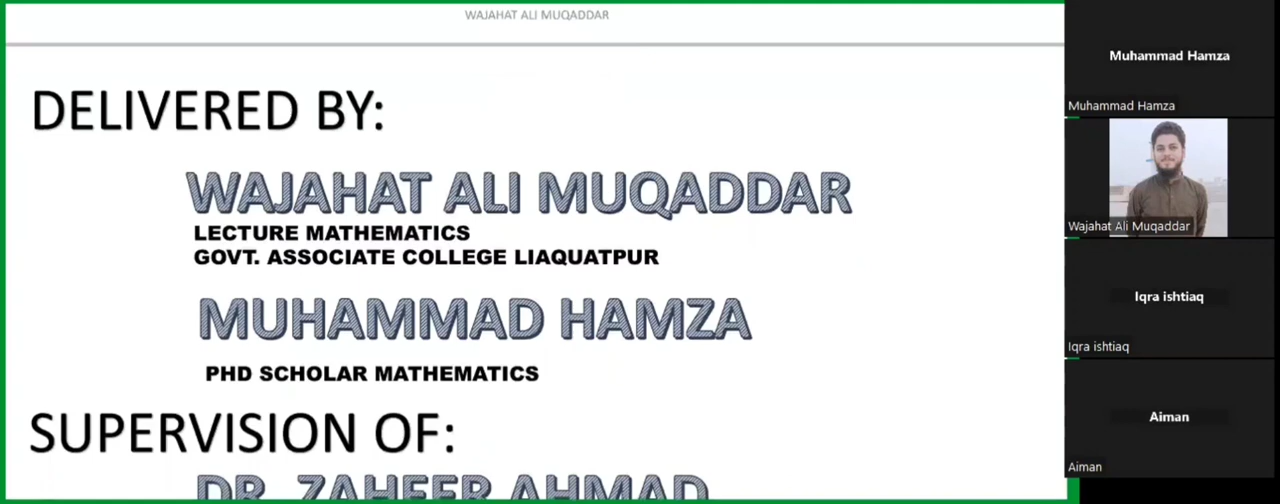 WAJAHAT ALI MUQADDAR
DELIVERED BY:
WAJAHAT ALI MUQADDAR
LECTURE MATHEMATICS
GOVT. ASSOCIATE COLLEGE LIAQUATPUR
MUHAMMAD HAMZA
PHD SCHOLAR MATHEMATICS
SUPERVISION OF:
DR. ZAHEER AHMAD
Muhammad Hamza
Muhammad Hamza
Wajahat Ali Muqaddar
Iqra ishtiaq
Iqra ishtiaq
Aiman
Aiman